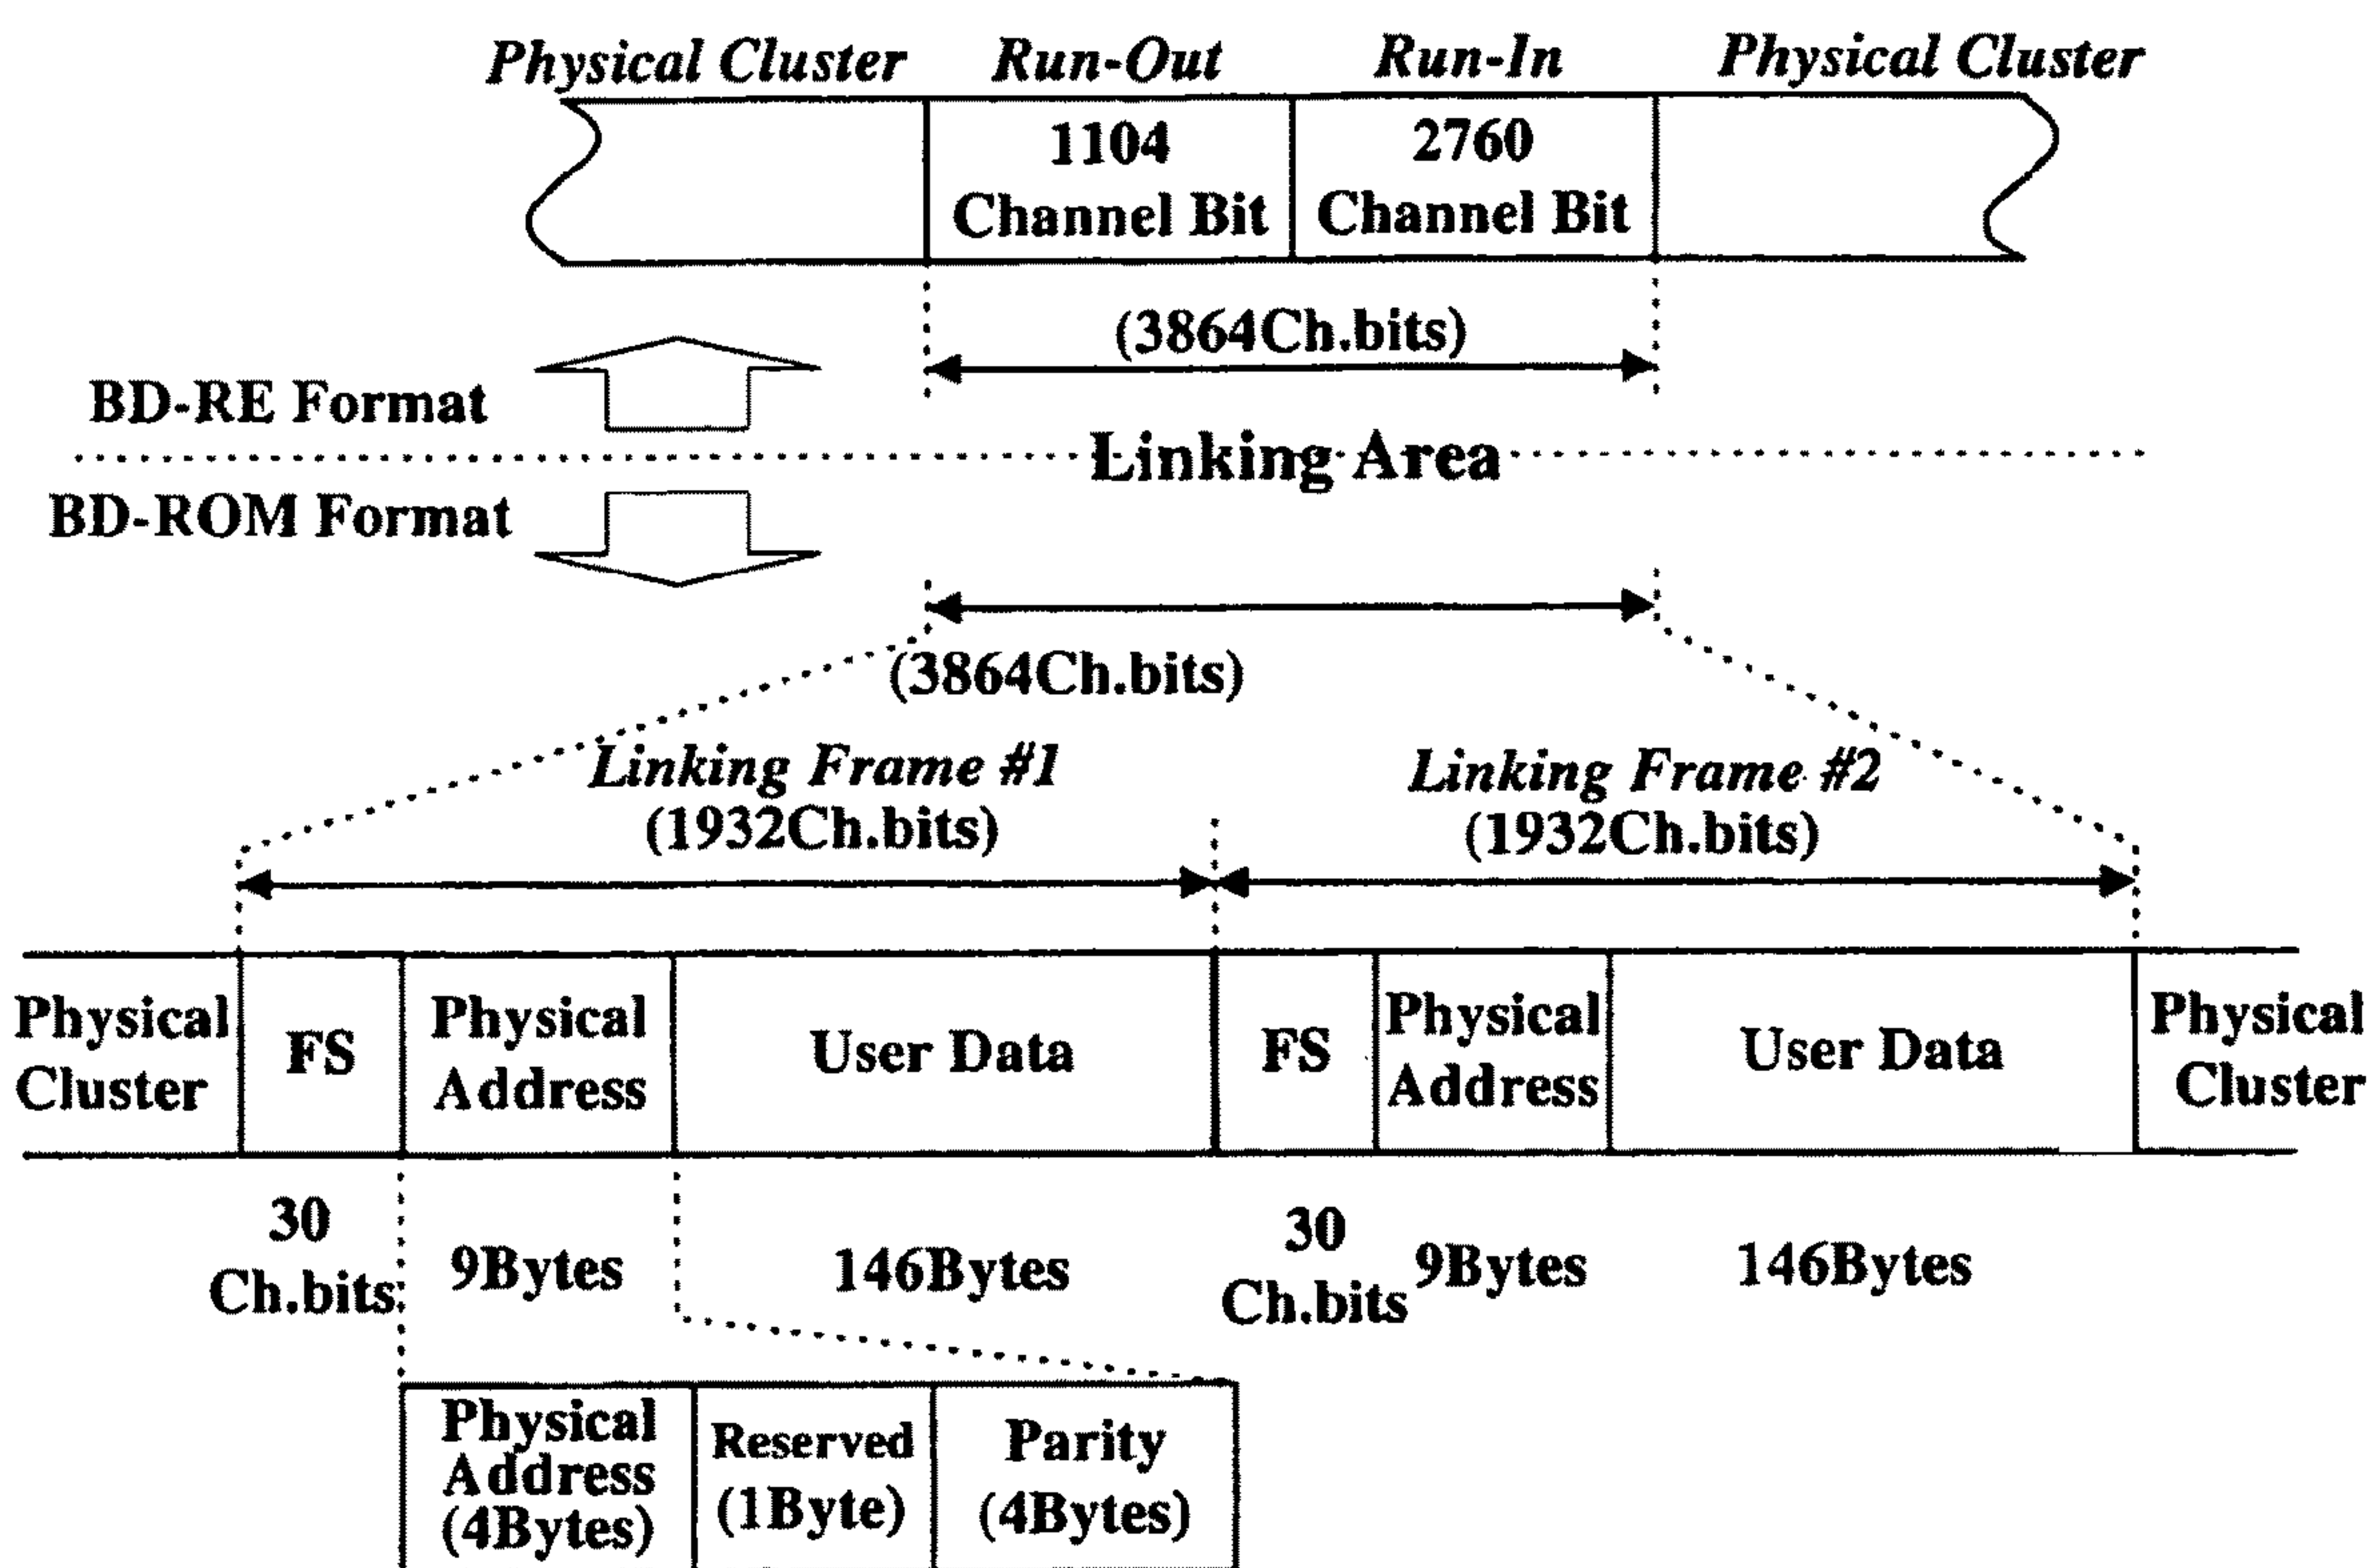 Physical Cluster Run-Out Run-In Physical Cluster
1104 2760
Channel Bit Channel Bit
(3864Ch.bits)
BD-RE Format
Linking Area
BD-ROM Format
(3864Ch.bits)
Linking Frame #1 Linking Frame #2
(1932Ch.bits) (1932Ch.bits)
Physical Cluster
FS
Physical Address
User Data
FS
Physical Address
User Data
Physical Cluster
30 Ch.bits
9Bytes
146Bytes
30 Ch.bits
9Bytes
146Bytes
Physical Address (4Bytes)
Reserved (1Byte)
Parity (4Bytes)